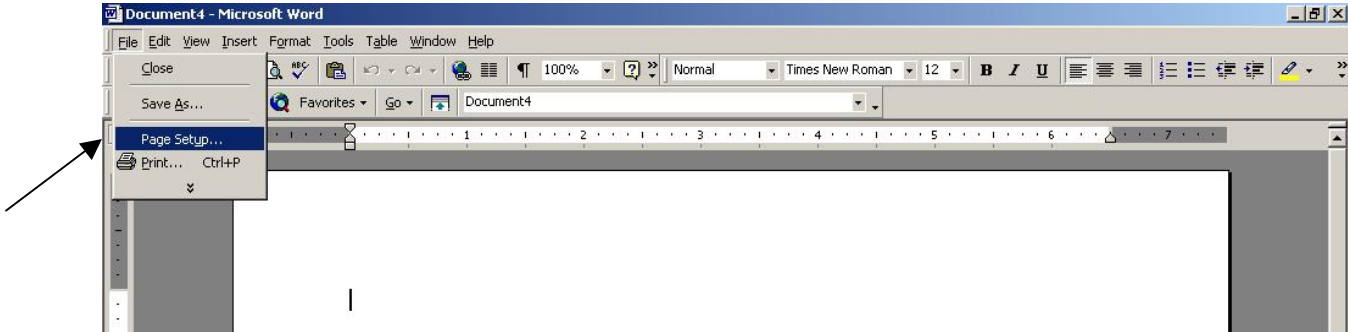 Document4 - Microsoft Word
File Edit View Insert Format Tools Table Window Help
Close
ABC 100% ? Normal Times New Roman 12 B I U
Save As...
Favorites Go Document4
Page Setup...
1 2 3 4 5 6 7
Print... Ctrl+P